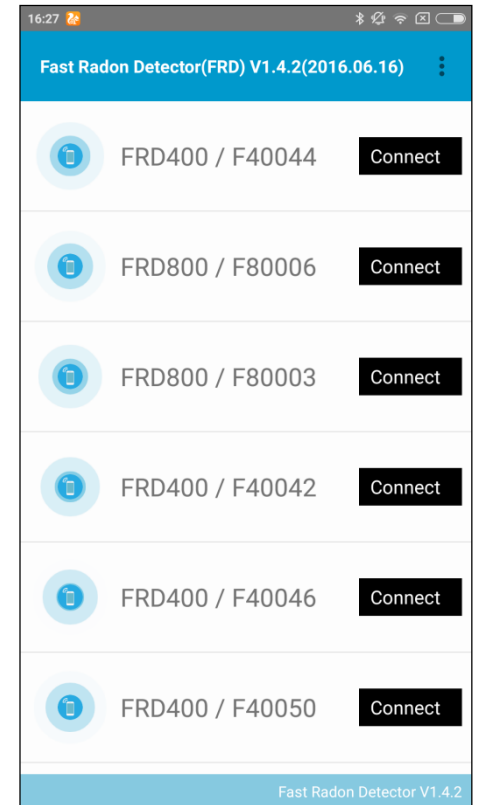 16:27
Fast Radon Detector(FRD) V1.4.2(2016.06.16)
FRD400 / F40044 Connect
FRD800 / F80006 Connect
FRD800 / F80003 Connect
FRD400 / F40042 Connect
FRD400 / F40046 Connect
FRD400 / F40050 Connect
Fast Radon Detector V1.4.2